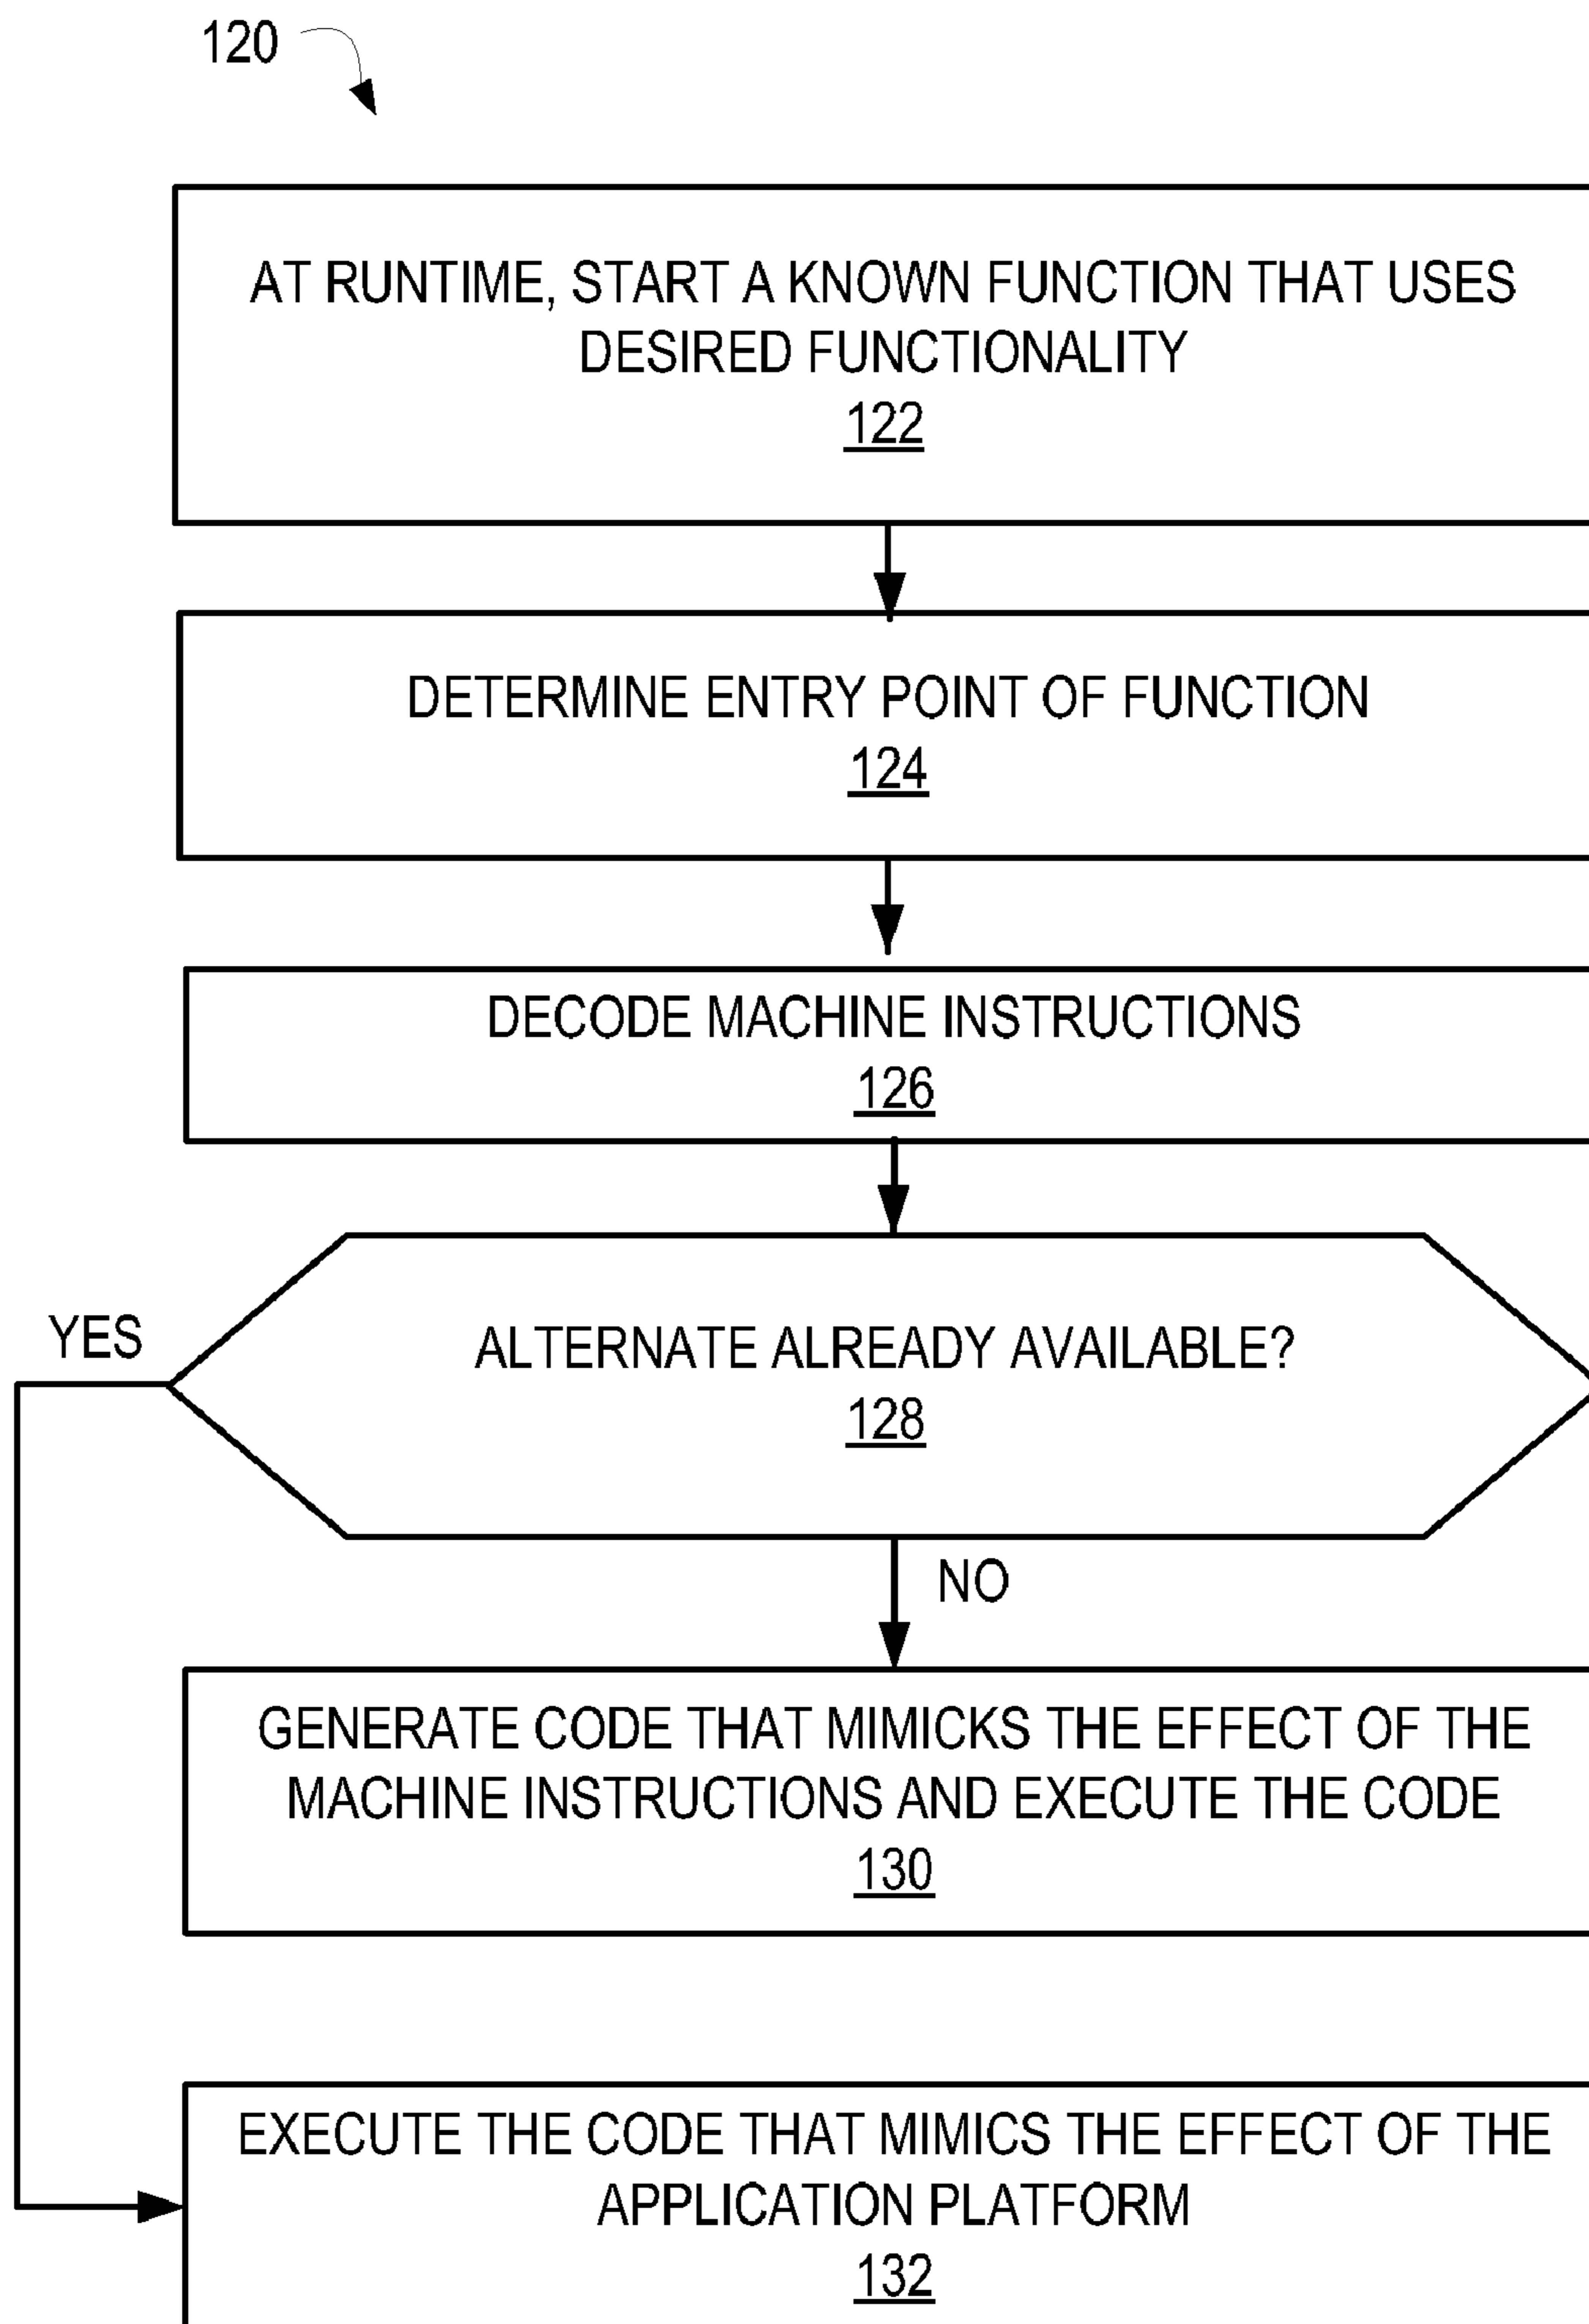 120
AT RUNTIME, START A KNOWN FUNCTION THAT USES
DESIRED FUNCTIONALITY
122
DETERMINE ENTRY POINT OF FUNCTION
124
DECODE MACHINE INSTRUCTIONS
126
YES
ALTERNATE ALREADY AVAILABLE?
128
NO
GENERATE CODE THAT MIMICKS THE EFFECT OF THE
MACHINE INSTRUCTIONS AND EXECUTE THE CODE
130
EXECUTE THE CODE THAT MIMICS THE EFFECT OF THE
APPLICATION PLATFORM
132